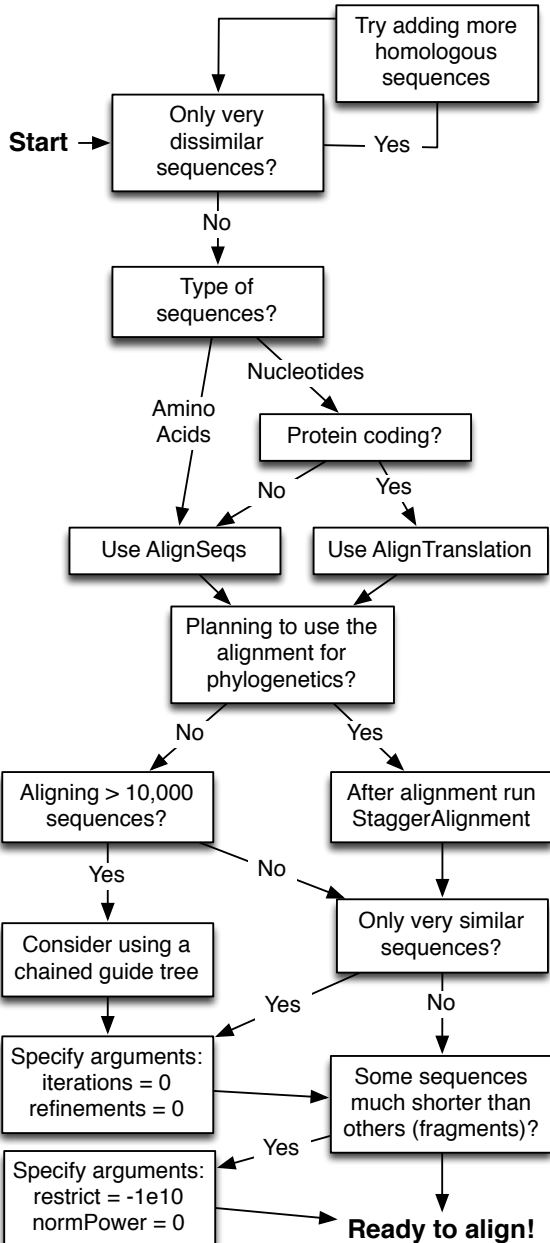 Try adding more
homologous
sequences
Only very
dissimilar
sequences?
Start
Yes
No
Type of
sequences?
Nucleotides
Amino
Acids
Protein coding?
No
Yes
Use AlignSeqs
Use AlignTranslation
Planning to use the
alignment for
phylogenetics?
No
Yes
Aligning > 10,000
sequences?
After alignment run
StaggerAlignment
Yes
No
Consider using a
chained guide tree
Only very similar
sequences?
Yes
No
Specify arguments:
iterations = 0
refinements = 0
Some sequences
much shorter than
others (fragments)?
Yes
Specify arguments:
restrict = -1e10
normPower = 0
Ready to align!